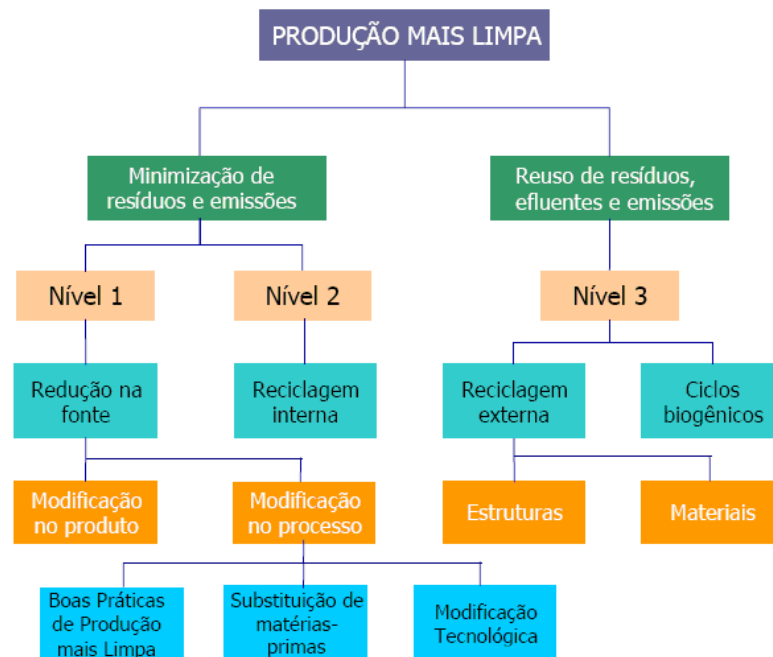 PRODUÇÃO MAIS LIMPA
Minimização de
resíduos e emissões
Reuso de resíduos,
efluentes e emissões
Nível 1
Nível 2
Nível 3
Redução na
fonte
Reciclagem
interna
Reciclagem
externa
Ciclos
biogênicos
Modificação
no produto
Modificação
no processo
Estruturas
Materiais
Boas Práticas
de Produção
mais Limpa
Substituição de
matérias-
primas
Modificação
Tecnológica